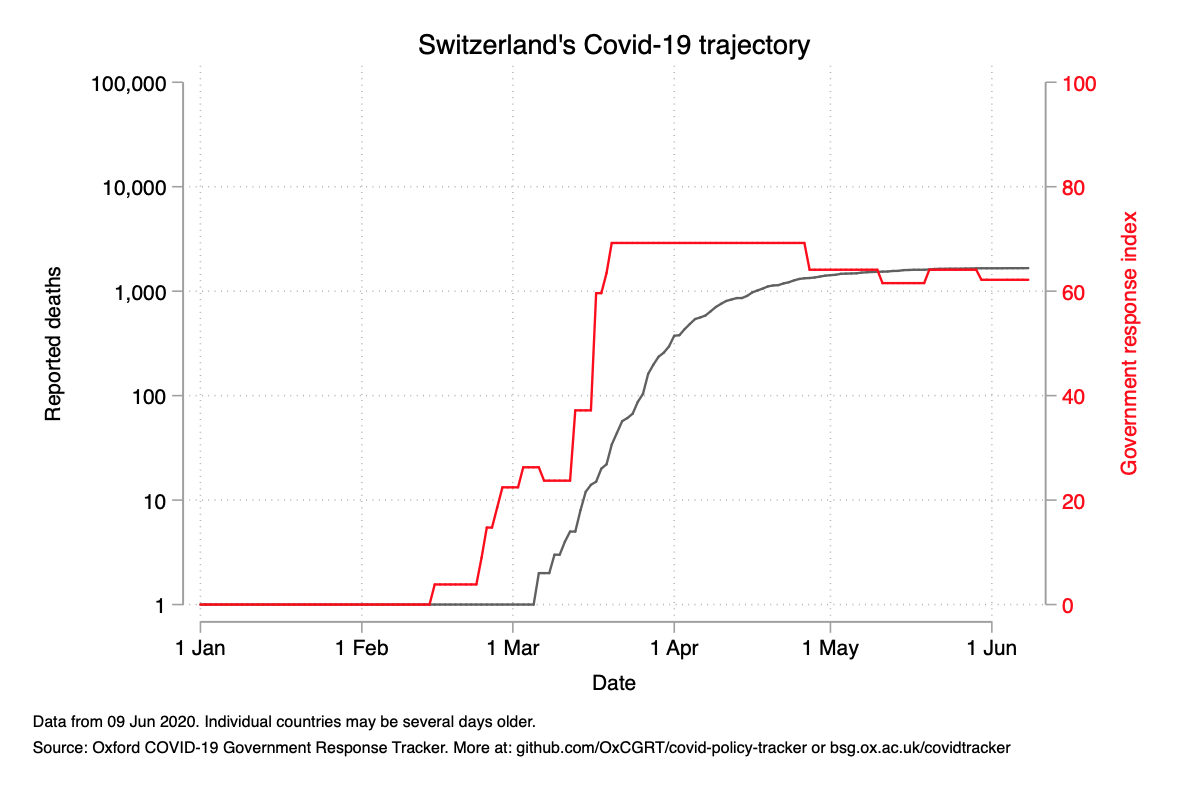 Switzerland's Covid-19 trajectory
100,000
10,000
1,000
100
10
1
Reported deaths
100
80
60
40
20
0
Government response index
1 Jan
1 Feb
1 Mar
1 Apr
1 May
1 Jun
Date
Data from 09 Jun 2020. Individual countries may be several days older.
Source: Oxford COVID-19 Government Response Tracker. More at: github.com/OxCGRT/covid-policy-tracker or bsg.ox.ac.uk/covidtracker